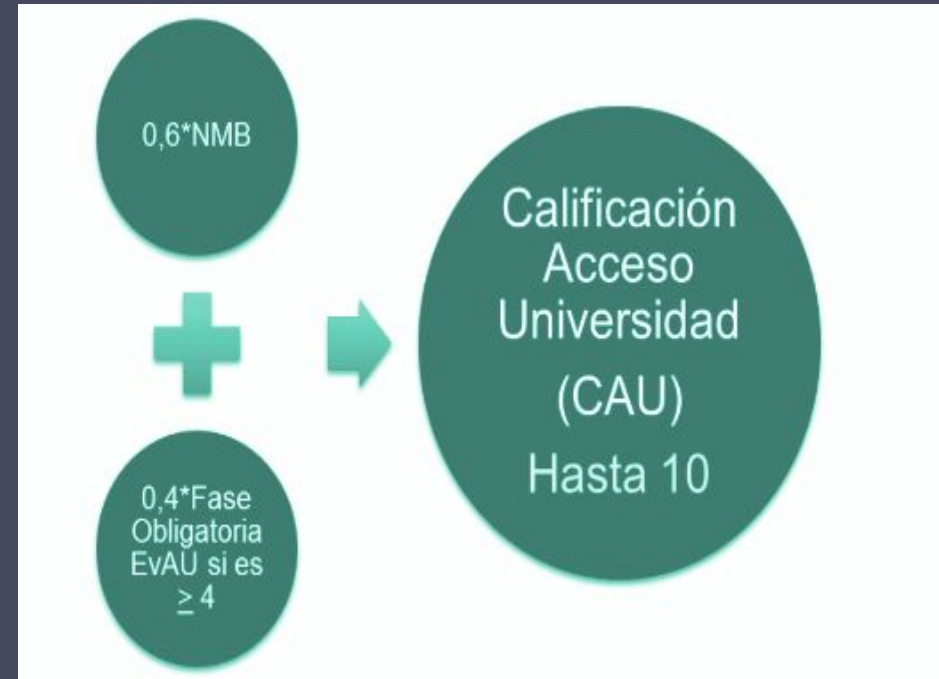 0,6*NMB
0,4*Fase
Obligatoria
EvAU si es
≥ 4
Calificación
Acceso
Universidad
(CAU)
Hasta 10